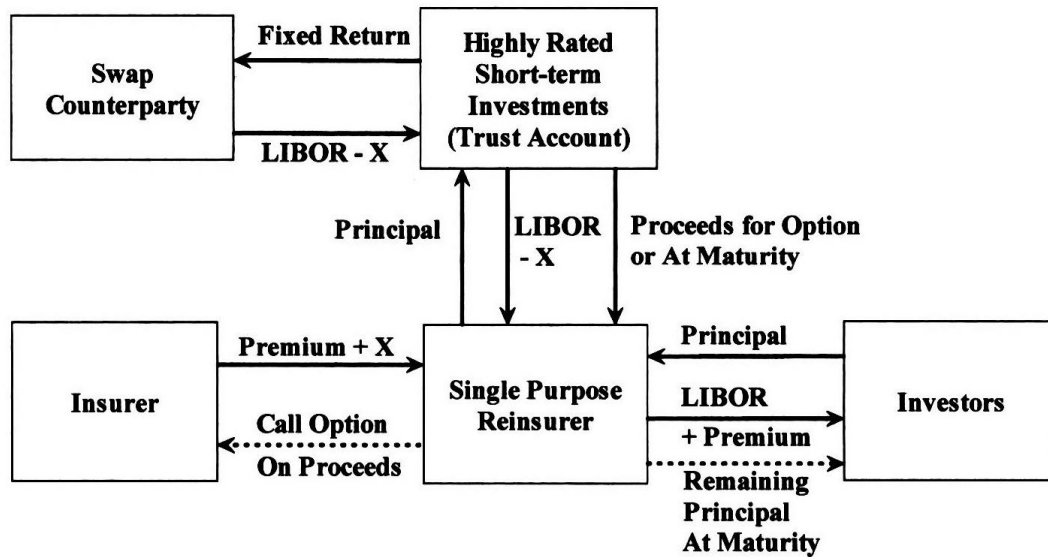 Fixed Return
Swap
Counterparty
LIBOR - X
Highly Rated
Short-term
Investments
(Trust Account)
Principal
LIBOR
- X
Proceeds for Option
or At Maturity
Insurer
Premium + X
Call Option
On Proceeds
Single Purpose
Reinsurer
Principal
LIBOR
+ Premium
Remaining
Principal
At Maturity
Investors